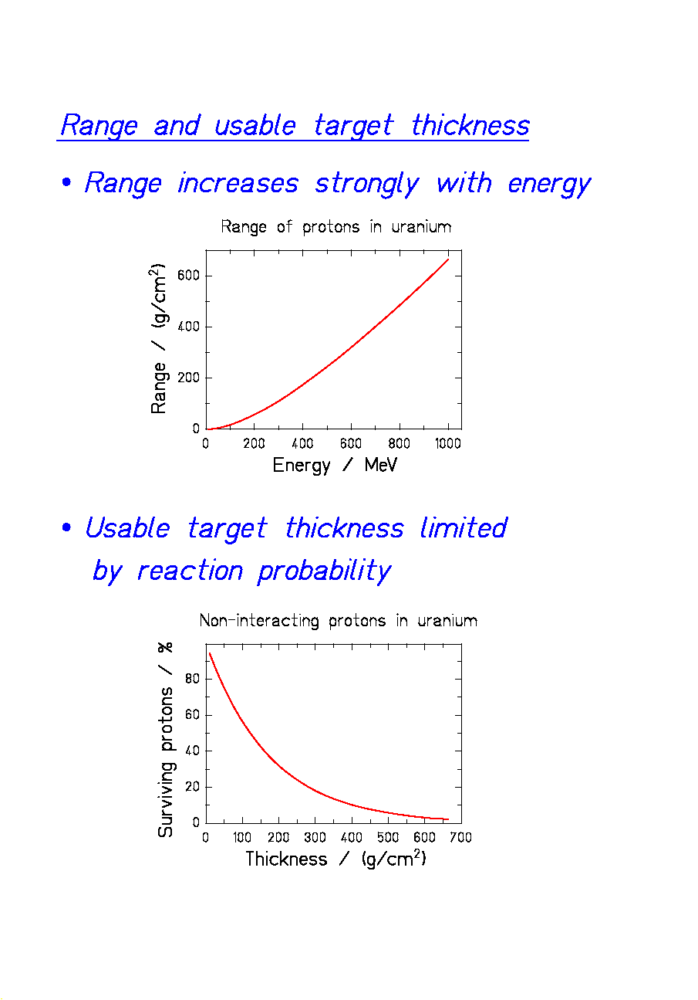 Range and usable target thickness
• Range increases strongly with energy
Range of protons in uranium
Range / (g/cm²)
600
400
200
0
0 200 400 600 800 1000
Energy / MeV
• Usable target thickness limited
by reaction probability
Non-interacting protons in uranium
Surviving protons / %
80
60
40
20
0
0 100 200 300 400 500 600 700
Thickness / (g/cm²)